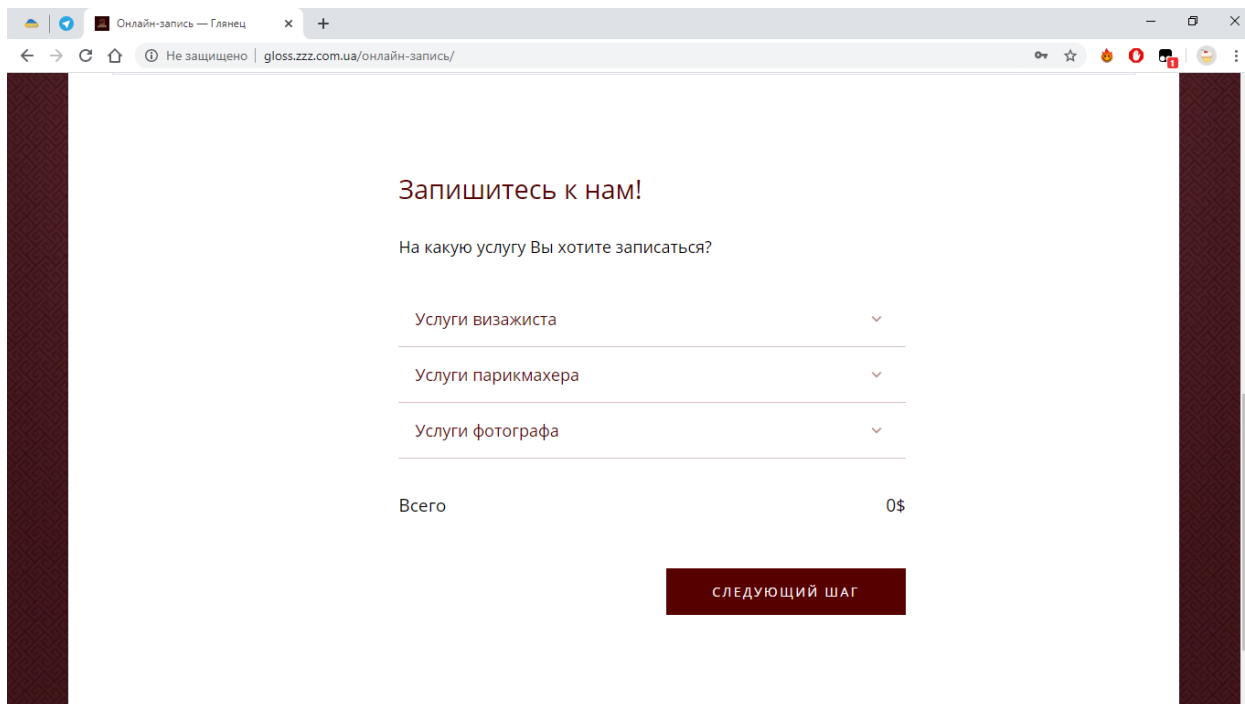 Онлайн-запись — Глянец
Не защищено | gloss.zzz.com.ua/онлайн-запись/
1
Запишитесь к нам!
На какую услугу Вы хотите записаться?
Услуги визажиста
Услуги парикмахера
Услуги фотографа
Всего 0$
СЛЕДУЮЩИЙ ШАГ